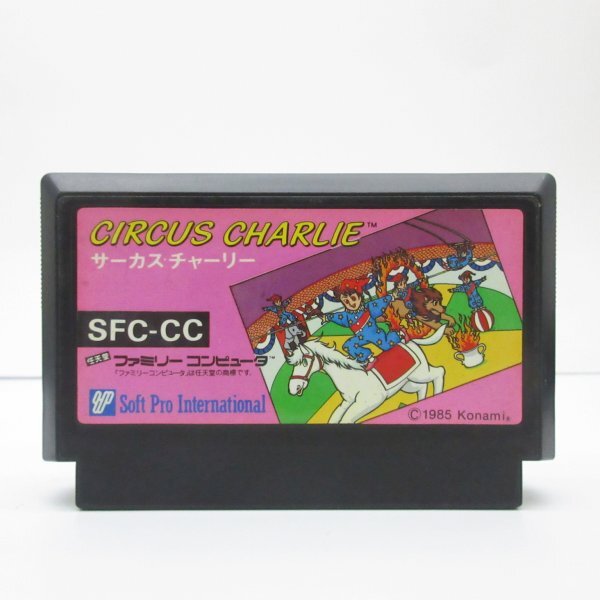 CIRCUS CHARLIE™
サーカス・チャーリー
SFC-CC
任天堂 ファミリー コンピュータ™
「ファミリーコンピュータ」は任天堂の商標です。
Soft Pro International
©1985 Konami®